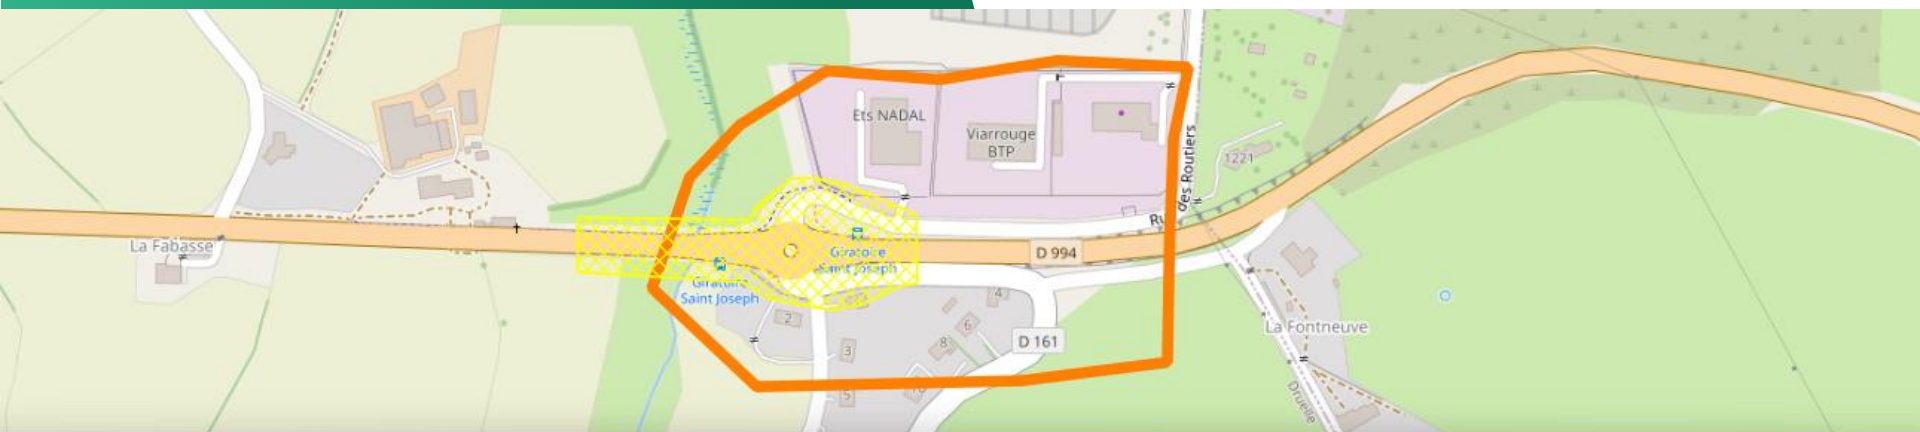 Ets NADAL
Viarrouge
BTP
1221
Ru
des Routiers
La Fabasse
D 994
Giratoire
Saint Joseph
Giratoire
Saint Joseph
2
4
6
3
8
D 161
5
La Fontneuve
Druelle